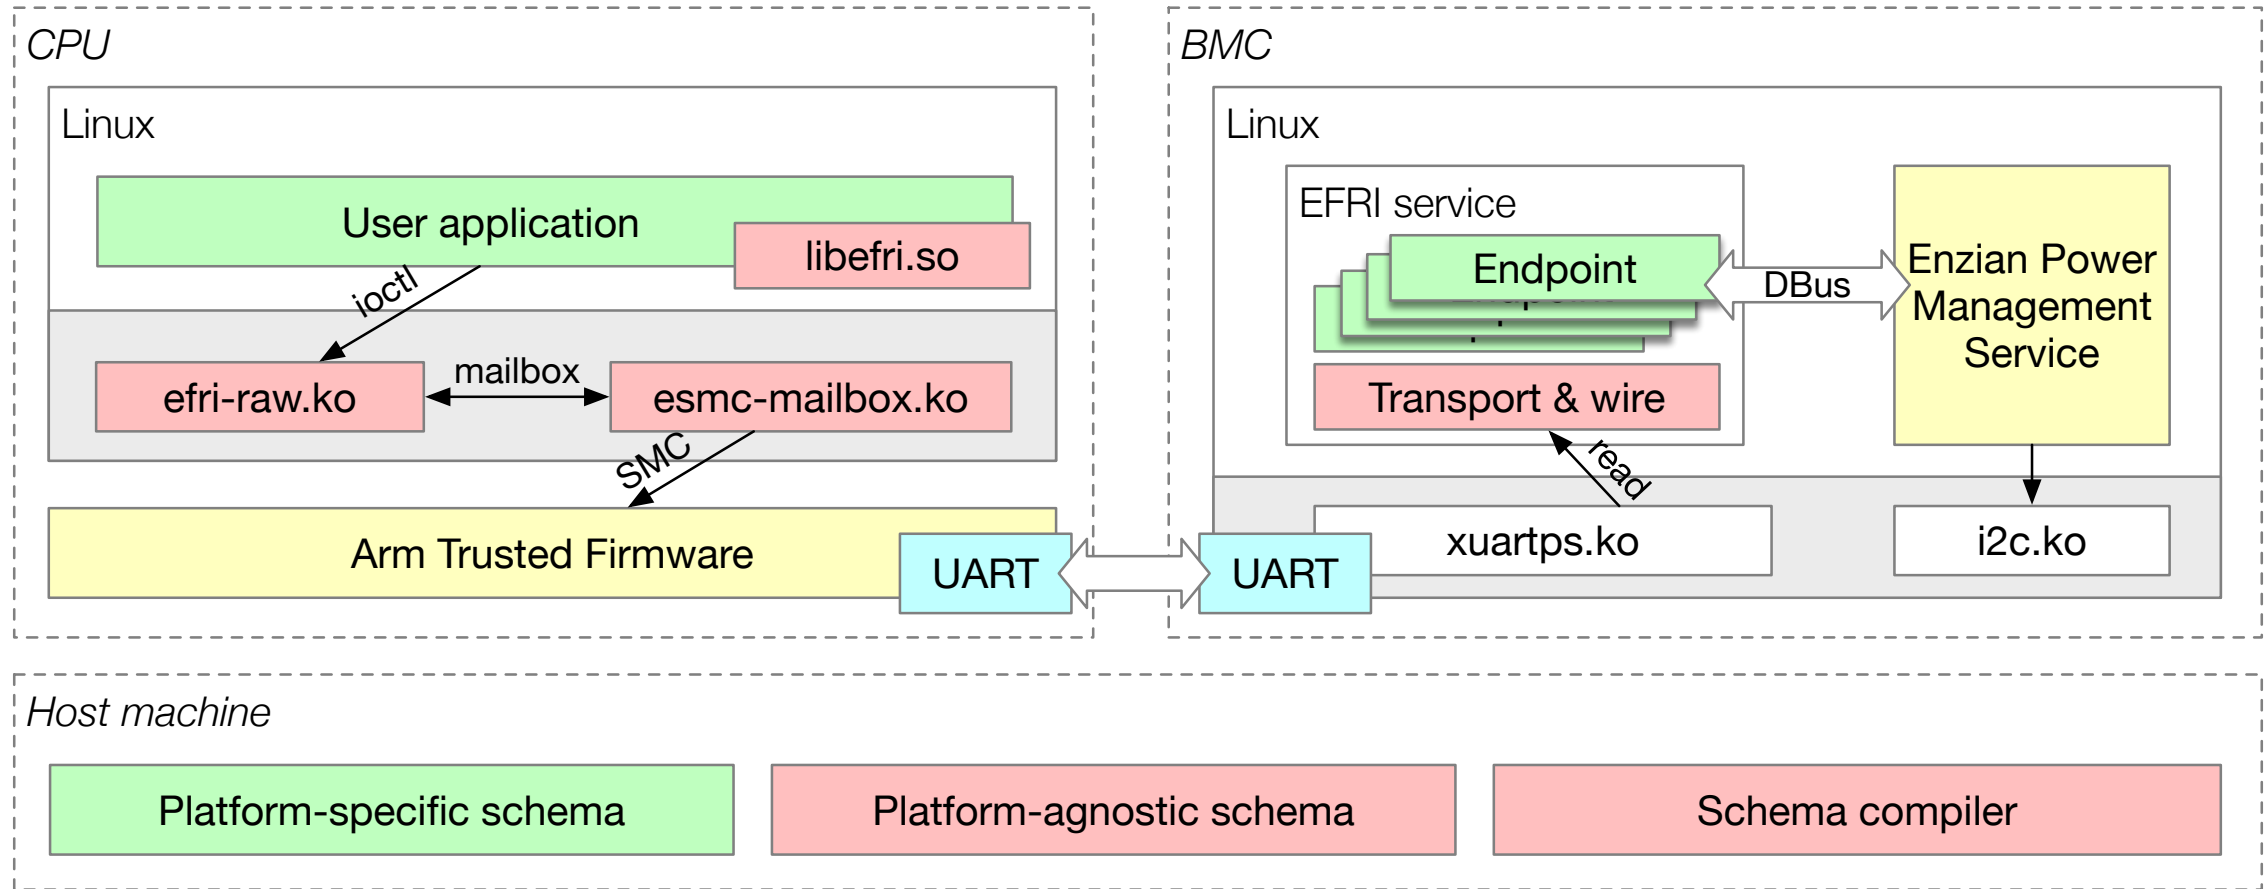 CPU
Linux
User application
libefri.so
ioctl
efri-raw.ko
mailbox
esmc-mailbox.ko
SMC
Arm Trusted Firmware
UART
BMC
Linux
EFRI service
Endpoint
Transport & wire
DBus
Enzian Power
Management
Service
read
UART
xuartps.ko
i2c.ko
Host machine
Platform-specific schema
Platform-agnostic schema
Schema compiler